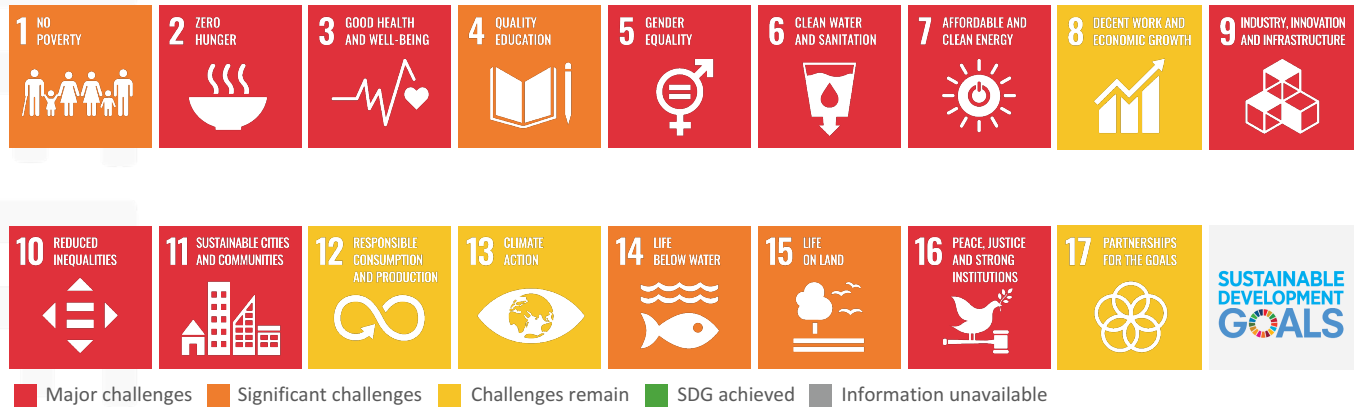 1 NO
POVERTY
2 ZERO
HUNGER
3 GOOD HEALTH
AND WELL-BEING
4 QUALITY
EDUCATION
5 GENDER
EQUALITY
6 CLEAN WATER
AND SANITATION
7 AFFORDABLE AND
CLEAN ENERGY
8 DECENT WORK AND
ECONOMIC GROWTH
9 INDUSTRY, INNOVATION
AND INFRASTRUCTURE
10 REDUCED
INEQUALITIES
11 SUSTAINABLE CITIES
AND COMMUNITIES
12 RESPONSIBLE
CONSUMPTION
AND PRODUCTION
13 CLIMATE
ACTION
14 LIFE
BELOW WATER
15 LIFE
ON LAND
16 PEACE, JUSTICE
AND STRONG
INSTITUTIONS
17 PARTNERSHIPS
FOR THE GOALS
SUSTAINABLE
DEVELOPMENT
GOALS
Major challenges Significant challenges Challenges remain SDG achieved Information unavailable